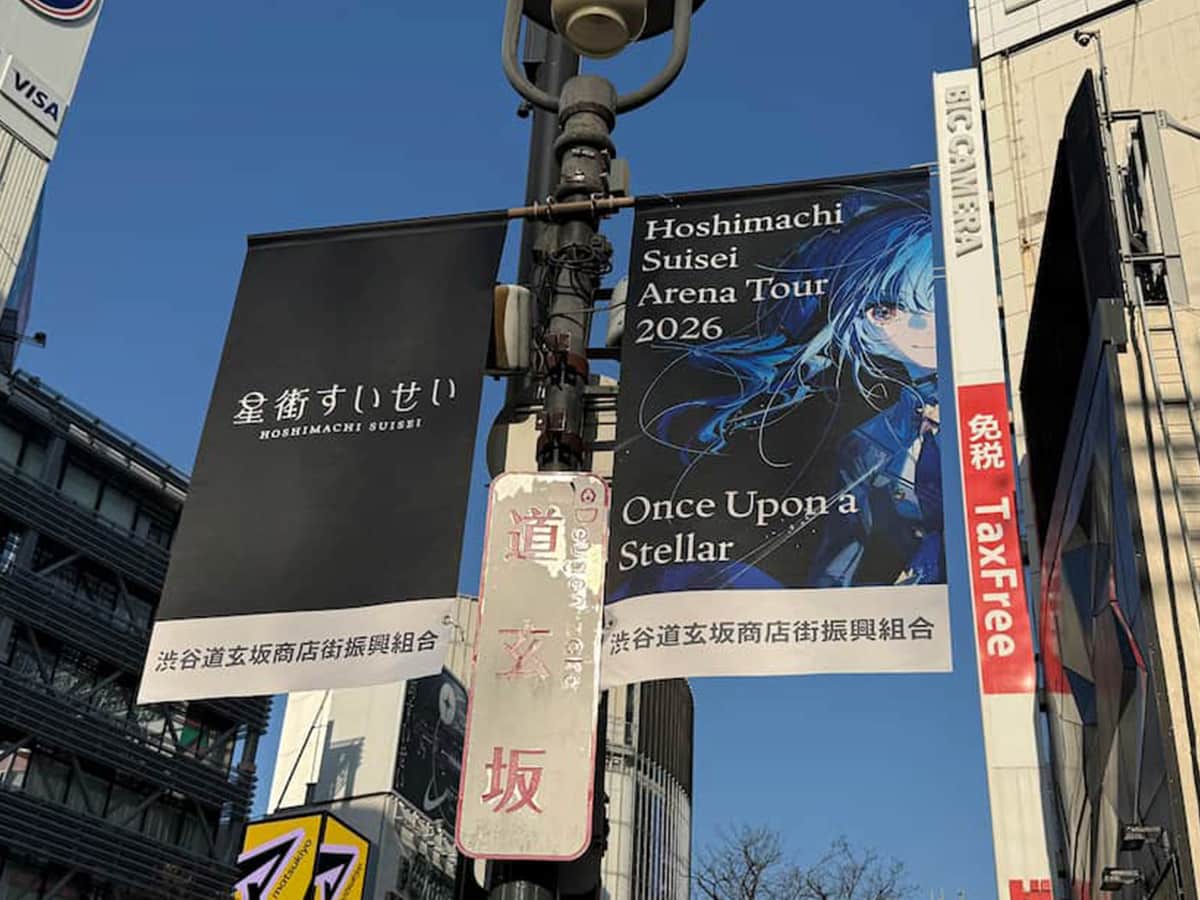 VISA
BIC CAMERA
星街すいせい
HOSHIMACHI SUISEI
渋谷道玄坂商店街振興組合
Hoshimachi
Suisei
Arena Tour
2026
Once Upon a
Stellar
渋谷道玄坂商店街振興組合
道玄坂
免税 TaxFree
matsukiyo